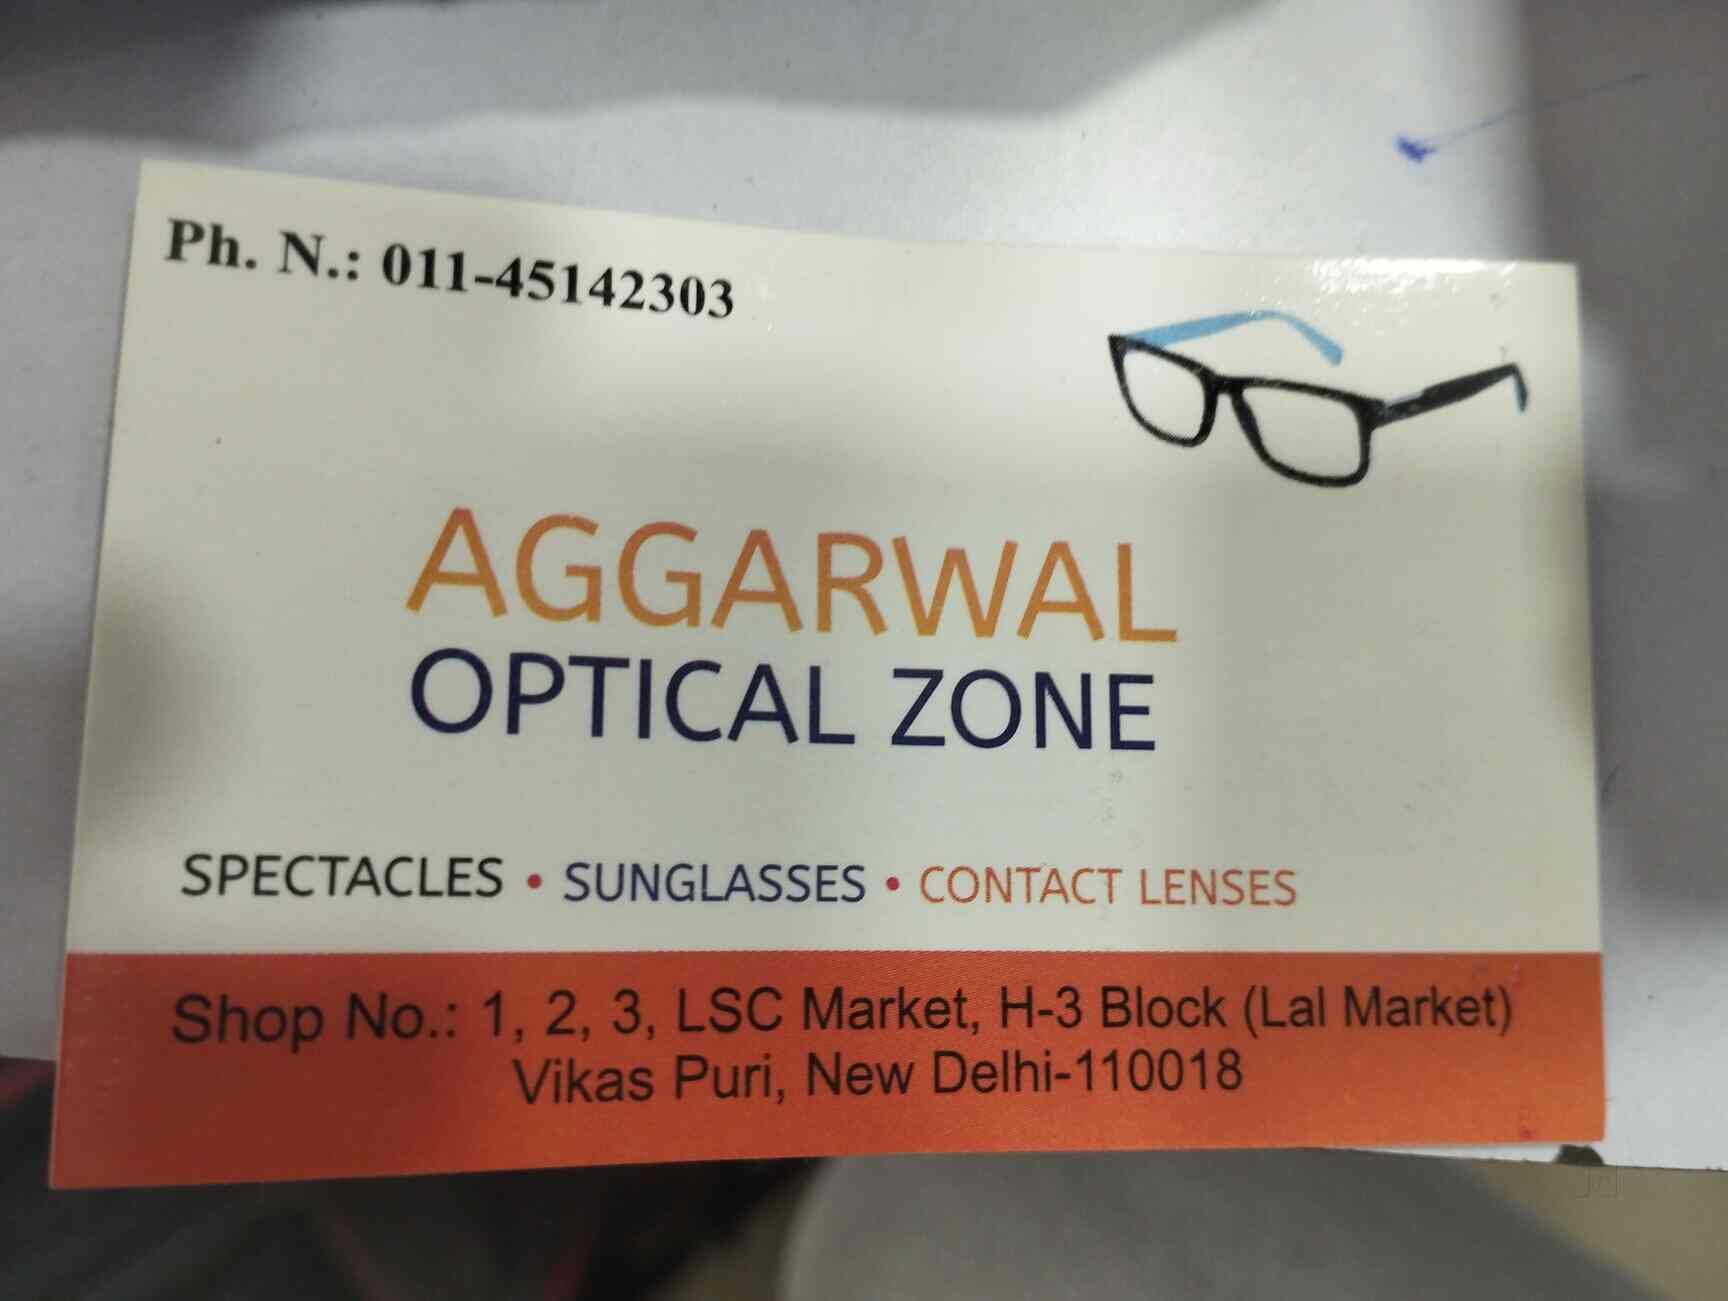 Ph. N.: 011-45142303
AGGARWAL
OPTICAL ZONE
SPECTACLES • SUNGLASSES • CONTACT LENSES
Shop No.: 1, 2, 3, LSC Market, H-3 Block (Lal Market)
Vikas Puri, New Delhi-110018